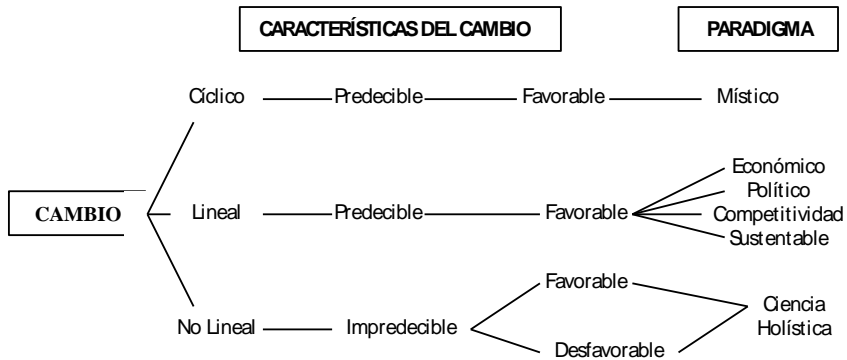 CARACTERÍSTICAS DEL CAMBIO
PARADIGMA
Cíclico
Predecible
Favorable
Místico
CAMBIO
Lineal
Predecible
Favorable
Económico
Político
Competitividad
Sustentable
No Lineal
Impredecible
Favorable
Desfavorable
Ciencia
Holística